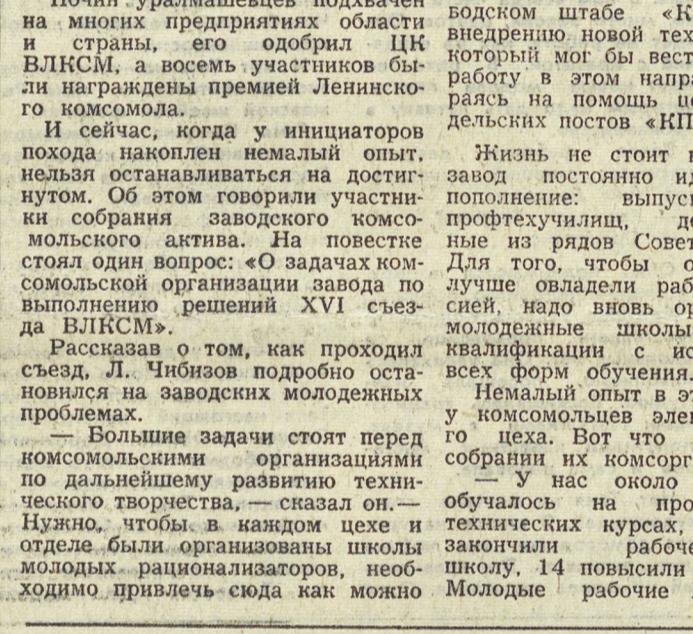 Почин уралмашевцев подхвачен
на многих предприятиях области
и страны, его одобрил ЦК
ВЛКСМ, а восемь участников бы-
ли награждены премией Ленинско-
го комсомола.
И сейчас, когда у инициаторов
похода накоплен немалый опыт,
нельзя останавливаться на достиг-
нутом. Об этом говорили участни-
ки собрания заводского комсо-
мольского актива. На повестке
стоял один вопрос: «О задачах ком-
сомольской организации завода по
выполнению решений XVI съез-
да ВЛКСМ».
Рассказав о том, как проходил
съезд, Л. Чибизов подробно оста-
новился на заводских молодежных
проблемах.
— Большие задачи стоят перед
комсомольскими организациями
по дальнейшему развитию техни-
ческого творчества, — сказал он.—
Нужно, чтобы в каждом цехе и
отделе были организованы школы
молодых рационализаторов, необ-
ходимо привлечь сюда как можно
водском штабе «К
внедрению новой тех
который мог бы вест
работу в этом напра
раясь на помощь це
дельских постов «КП
Жизнь не стоит
завод постоянно ид
пополнение: выпус
профтехучилищ, де
ные из рядов Совет
Для того, чтобы о
лучше овладели раб
сией, надо вновь ор
молодежные школы
квалификации с ис
всех форм обучения.
Немалый опыт в эт
у комсомольцев элек
го цеха. Вот что
собрании их комсорг
— У нас около
обучалось на про
технических курсах,
закончили рабоче
школу, 14 повысили
Молодые рабочие